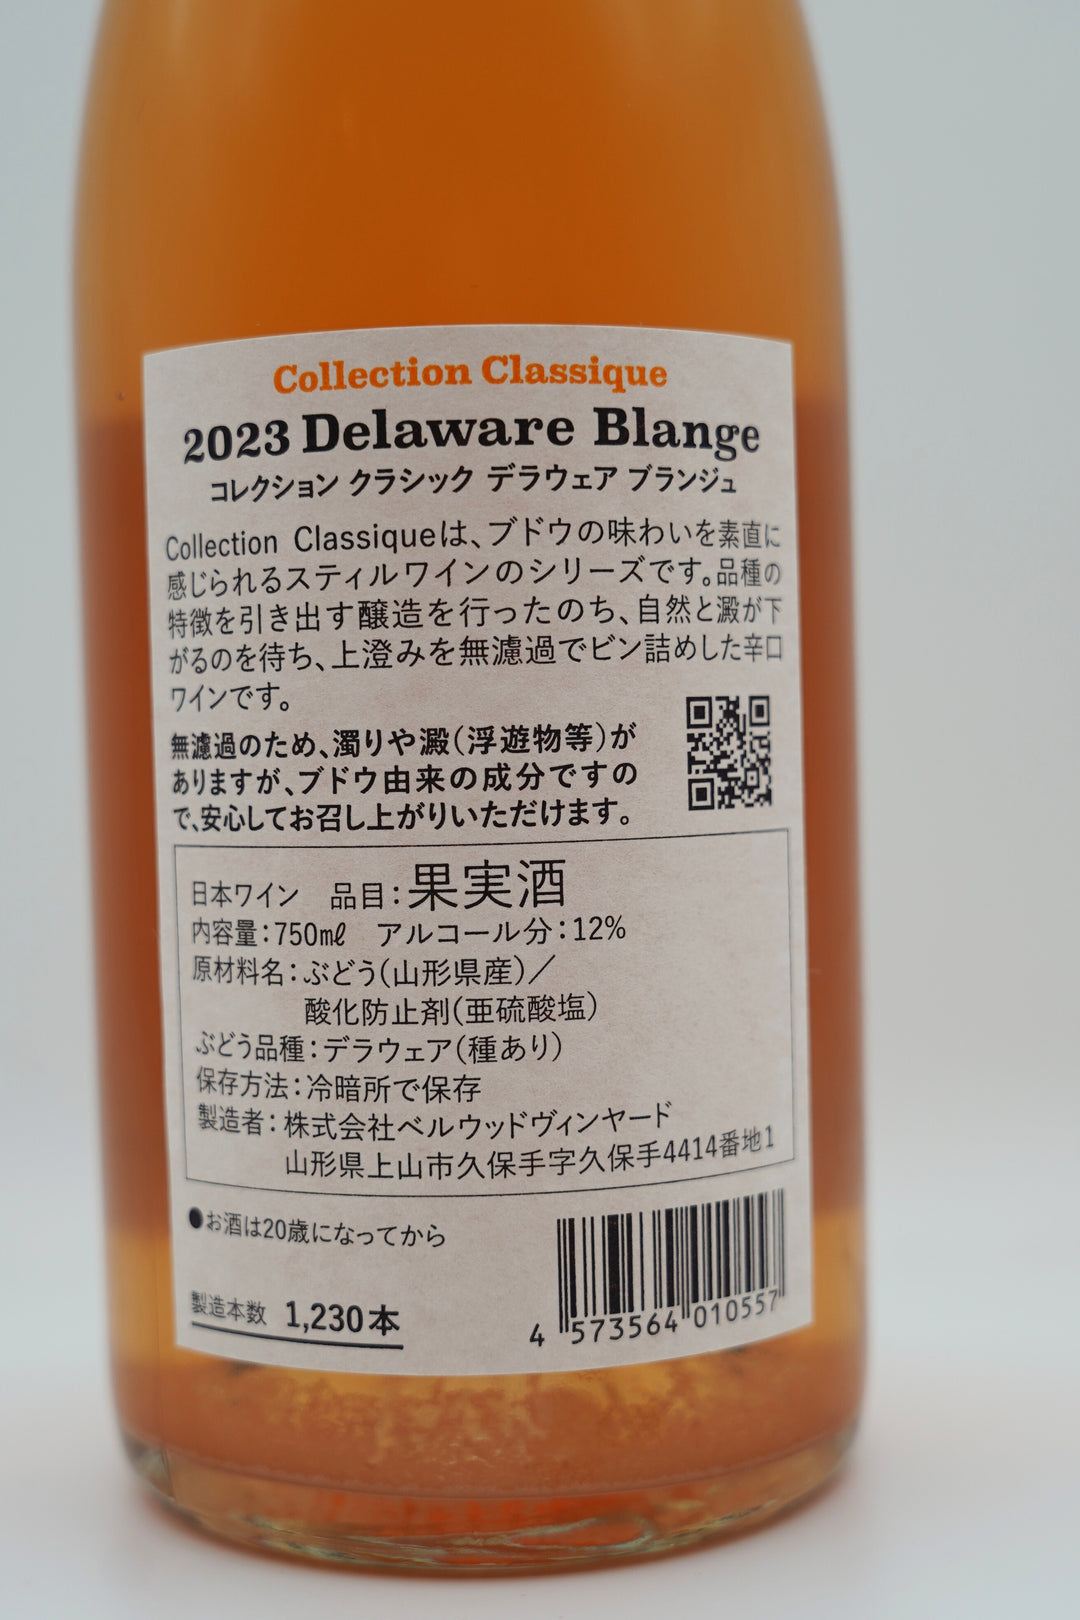 Collection Classique
2023 Delaware Blange
コレクション クラシック デラウェア ブランジュ
Collection Classiqueは、ブドウの味わいを素直に
感じられるスティルワインのシリーズです。品種の
特徴を引き出す醸造を行ったのち、自然と澱が下
がるのを待ち、上澄みを無濾過でビン詰めした辛口
ワインです。
無濾過のため、濁りや澱(浮遊物等)が
ありますが、ブドウ由来の成分ですの
で、安心してお召し上がりいただけます。
日本ワイン 品目:果実酒
内容量:750㎖ アルコール分:12%
原材料名:ぶどう(山形県産)/
酸化防止剤(亜硫酸塩)
ぶどう品種:デラウェア(種あり)
保存方法:冷暗所で保存
製造者:株式会社ベルウッドヴィンヤード
山形県上山市久保手字久保手4414番地1
●お酒は20歳になってから
製造本数 1,230本
4 573564 010557